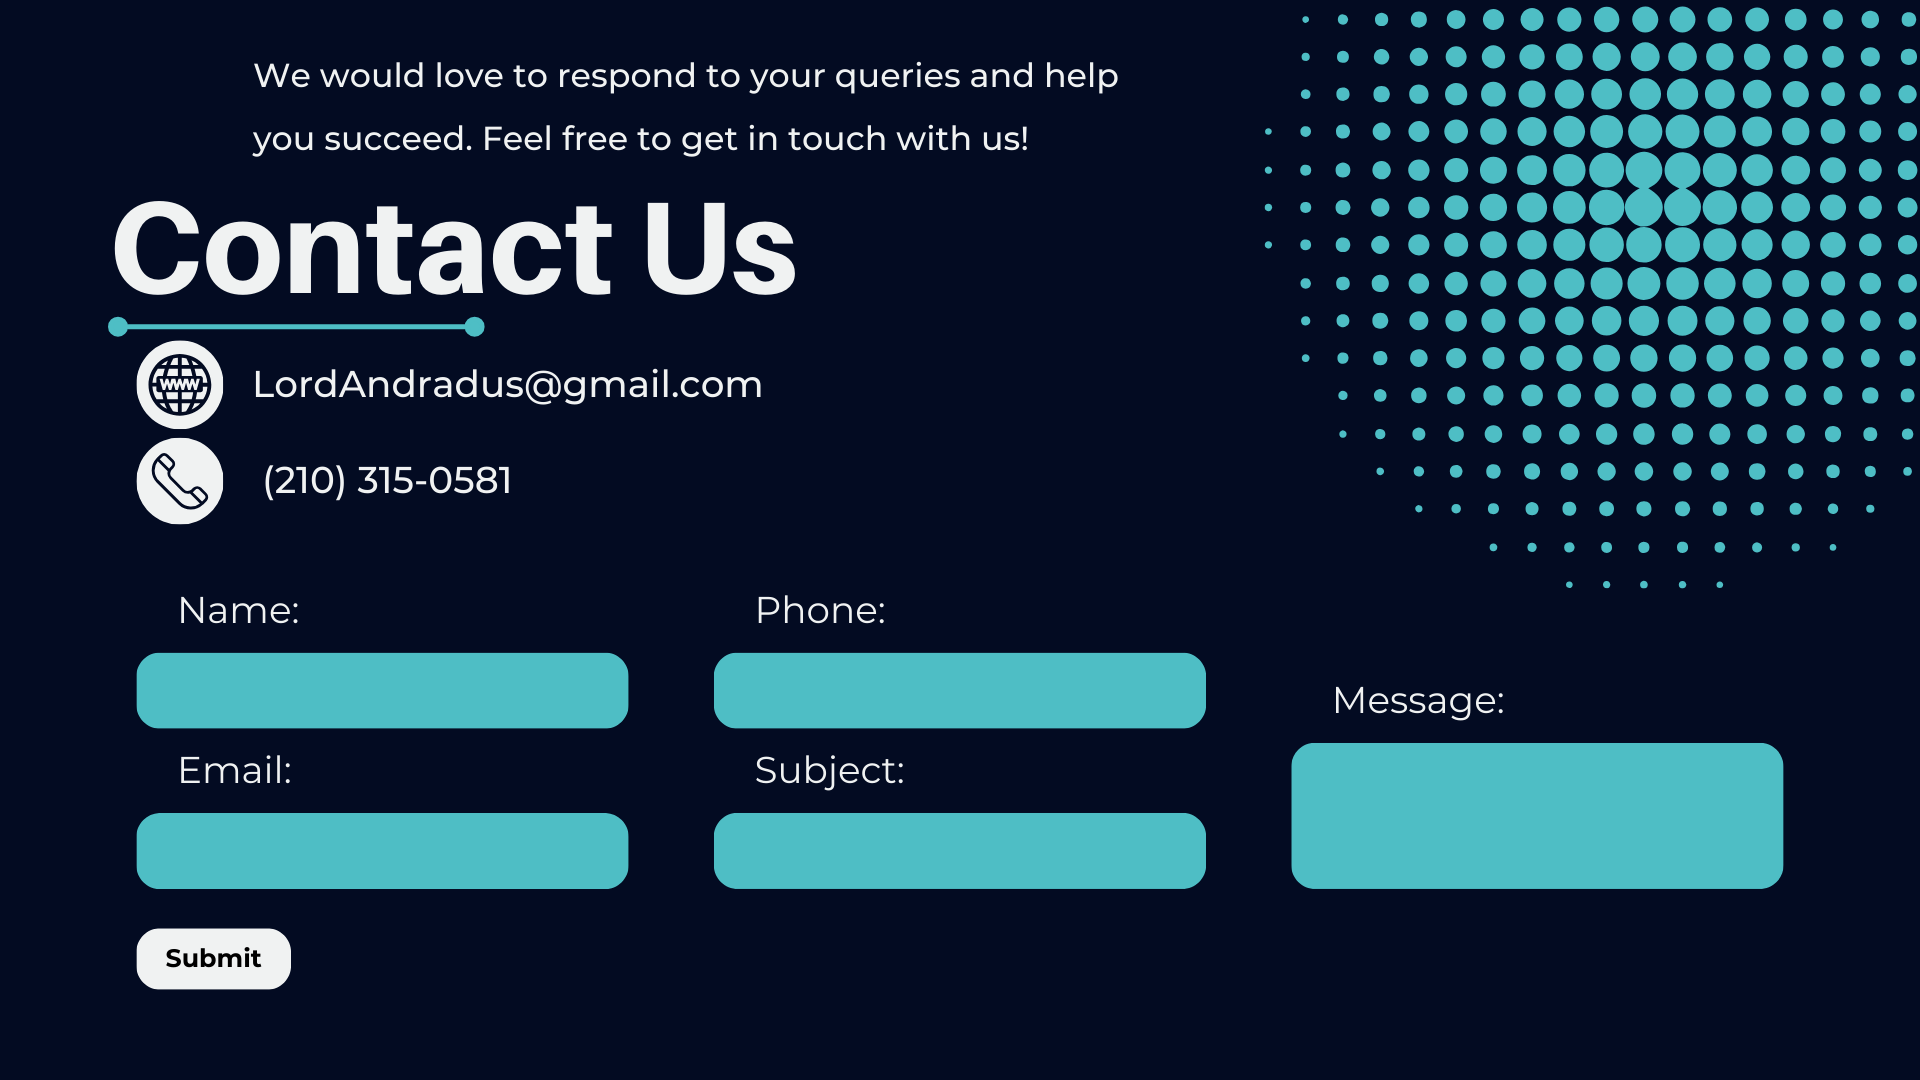 We would love to respond to your queries and help
you succeed. Feel free to get in touch with us!
Contact Us
WWW
LordAndradus@gmail.com
(210) 315-0581
Name:
Phone:
Message:
Email:
Subject:
Submit